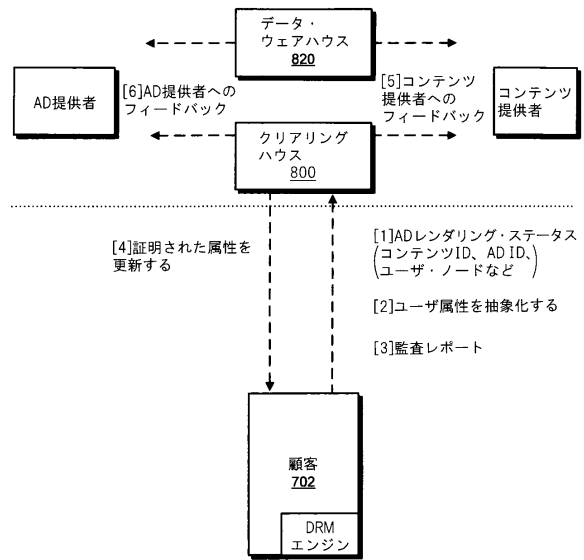 データ・
ウェアハウス
820
AD提供者
[6]AD提供者への
フィードバック
[5]コンテンツ
提供者への
フィードバック
コンテンツ
提供者
クリアリング
ハウス
800
[4]証明された属性を
更新する
[1]ADレンダリング・ステータス
(コンテンツID、AD ID、
ユーザ・ノードなど)
[2]ユーザ属性を抽象化する
[3]監査レポート
顧客
702
DRM
エンジン